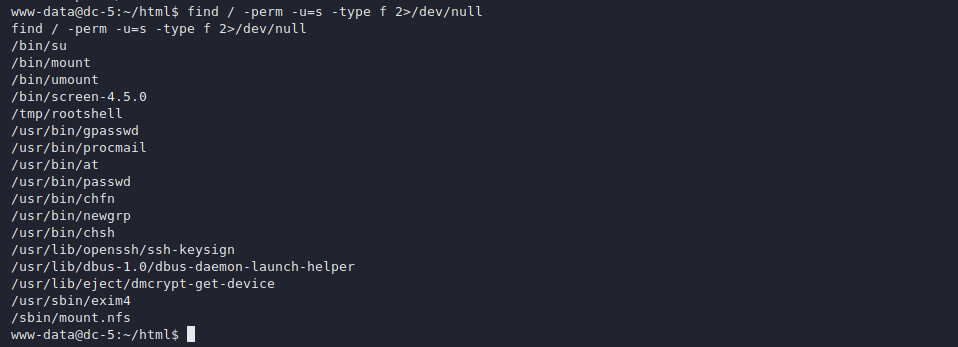 www-data@dc-5:~/html$ find / -perm -u=s -type f 2>/dev/null
find / -perm -u=s -type f 2>/dev/null
/bin/su
/bin/mount
/bin/umount
/bin/screen-4.5.0
/tmp/rootshell
/usr/bin/gpasswd
/usr/bin/procmail
/usr/bin/at
/usr/bin/passwd
/usr/bin/chfn
/usr/bin/newgrp
/usr/bin/chsh
/usr/lib/openssh/ssh-keysign
/usr/lib/dbus-1.0/dbus-daemon-launch-helper
/usr/lib/eject/dmcrypt-get-device
/usr/sbin/exim4
/sbin/mount.nfs
www-data@dc-5:~/html$